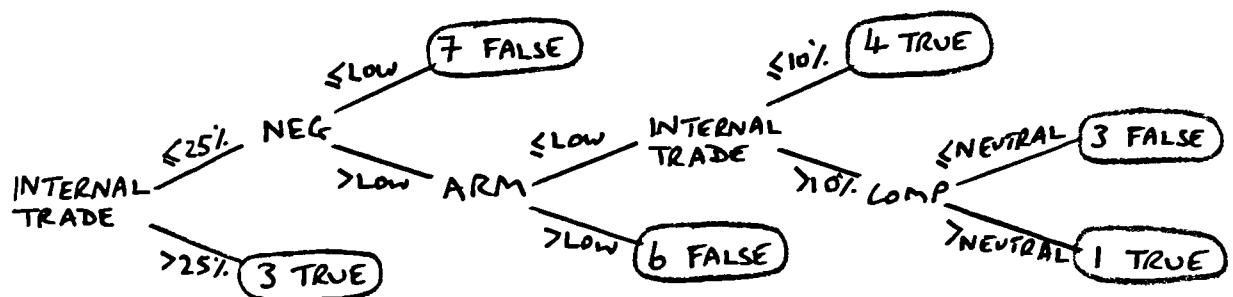 INTERNAL
TRADE
≤25%
>25%
3 TRUE
NEG
≤LOW
7 FALSE
>LOW
ARM
≤LOW
>LOW
6 FALSE
INTERNAL
TRADE
≤10%
4 TRUE
>10%
COMP
≤NEUTRAL
3 FALSE
>NEUTRAL
1 TRUE